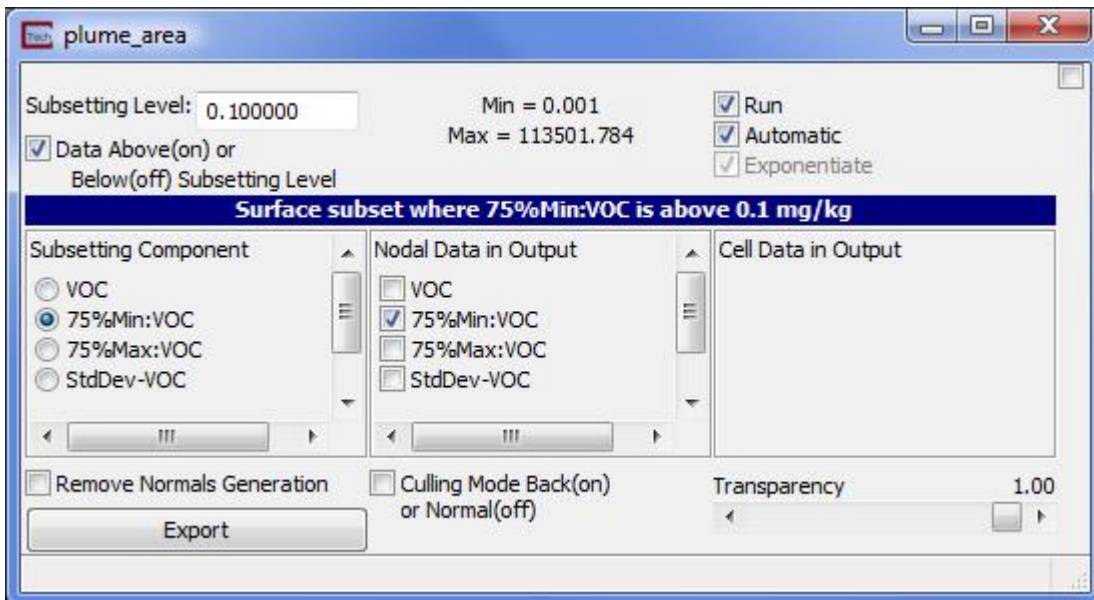 CTech plume_area
Subsetting Level: 0.100000
Min = 0.001
Max = 113501.784
Run
Automatic
Exponentiate
Data Above(on) or
Below(off) Subsetting Level
Surface subset where 75%Min:VOC is above 0.1 mg/kg
Subsetting Component
VOC
75%Min:VOC
75%Max:VOC
StdDev-VOC
Nodal Data in Output
VOC
75%Min:VOC
75%Max:VOC
StdDev-VOC
Cell Data in Output
Remove Normals Generation
Export
Culling Mode Back(on)
or Normal(off)
Transparency 1.00